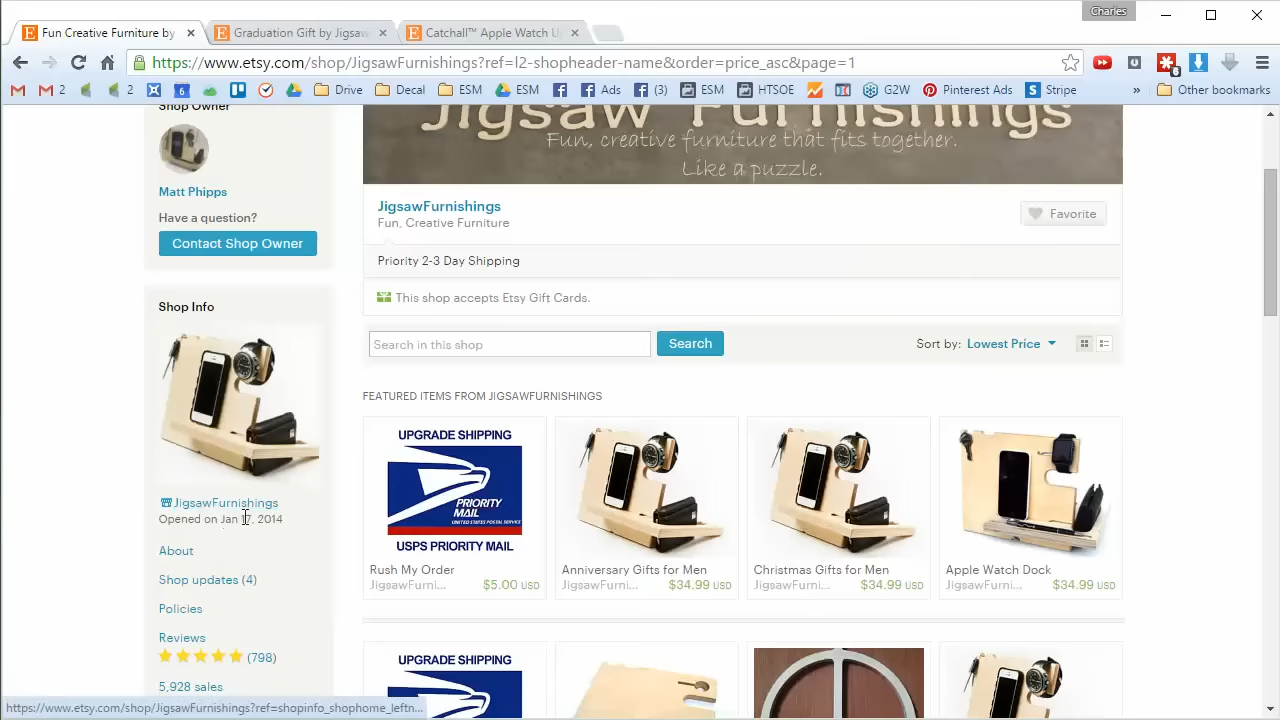 Charles
Fun Creative Furniture by
Graduation Gift by Jigsaw
Catchall™ Apple Watch U
https://www.etsy.com/shop/JigsawFurnishings?ref=l2-shopheader-name&order=price_asc&page=1
6
2
2
6
Drive
Decal
ESM
ESM
Ads
(3)
ESM
HTSOE
G2W
Pinterest Ads
Stripe
»
Other bookmarks
Shop Owner
Matt Phipps
Have a question?
Contact Shop Owner
Jigsaw Furnishings
Fun, creative furniture that fits together.
Like a puzzle.
JigsawFurnishings
Fun, Creative Furniture
Favorite
Priority 2-3 Day Shipping
This shop accepts Etsy Gift Cards.
Search in this shop
Search
Sort by: Lowest Price
Shop Info
JigsawFurnishings
Opened on Jan 17, 2014
About
Shop updates (4)
Policies
Reviews
(798)
5,928 sales
FEATURED ITEMS FROM JIGSAWFURNISHINGS
UPGRADE SHIPPING
PRIORITY
MAIL
UNITED STATES POSTAL SERVICE
USPS PRIORITY MAIL
Rush My Order
JigsawFurni... $5.00 USD
Anniversary Gifts for Men
JigsawFurni... $34.99 USD
Christmas Gifts for Men
JigsawFurni... $34.99 USD
Apple Watch Dock
JigsawFurni... $34.99 USD
UPGRADE SHIPPING
https://www.etsy.com/shop/JigsawFurnishings?ref=shopinfo_shophome_leftn...